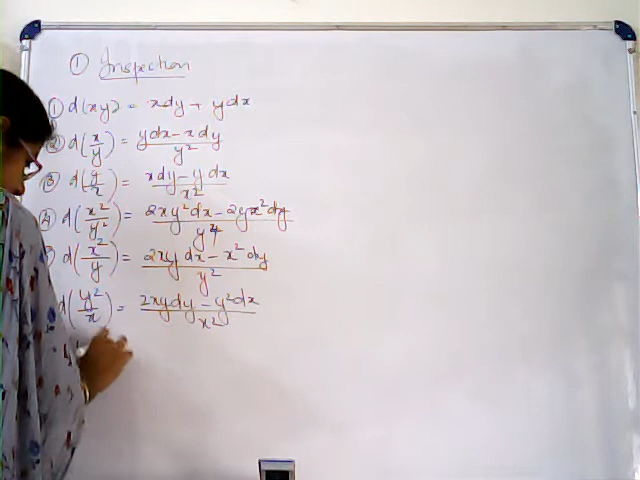 ① Inspection
① d(xy) = xdy + ydx
② d(x/y) = ydx - xdy / y²
③ d(y/x) = xdy - ydx / x²
④ d(x²/y²) = 2xy²dx - 2yx²dy / y⁴
d(x²/y) = 2xy dx - x² dy / y²
d(y²/x) = 2xydy - y²dx / x²